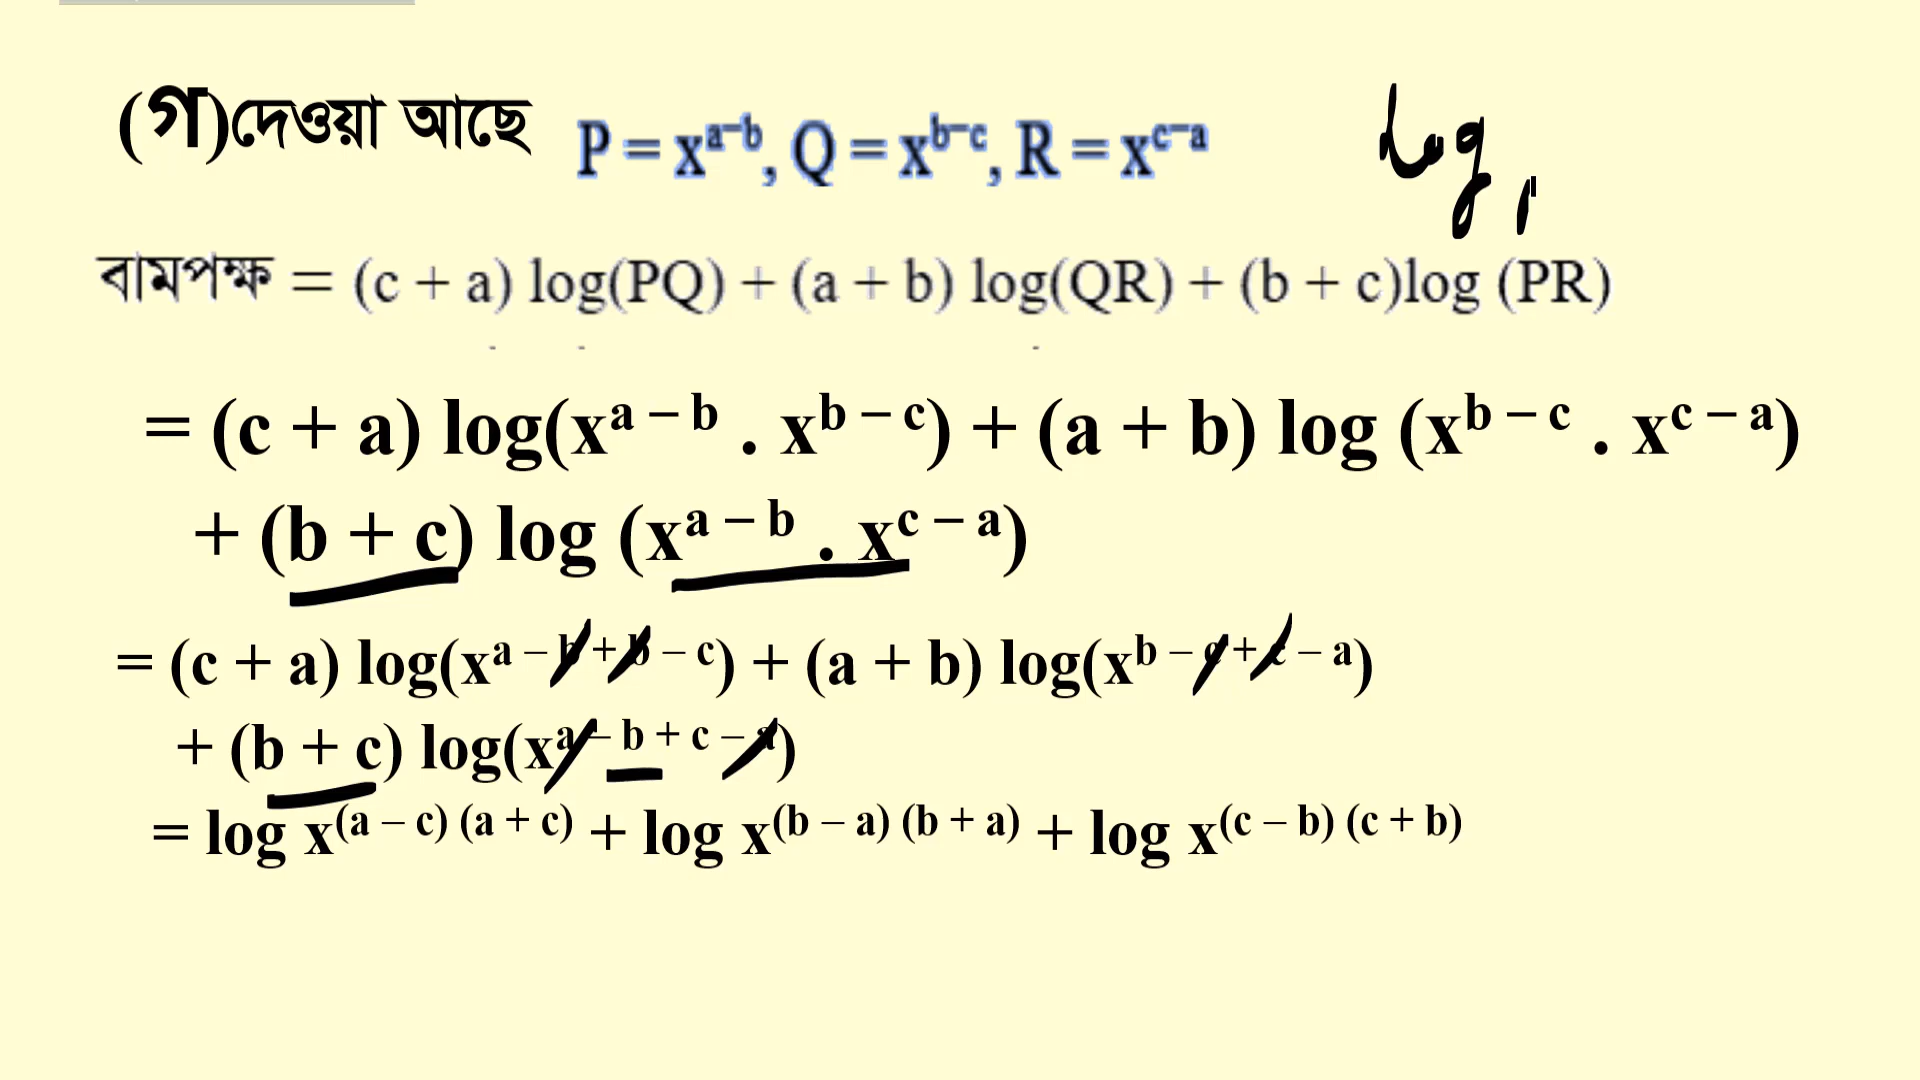 (গ)দেওয়া আছে P = x^{a−b}, Q = x^{b−c}, R = x^{c−a} log
বামপক্ষ = (c + a) log(PQ) + (a + b) log(QR) + (b + c)log (PR)
= (c + a) log(x^{a – b} . x^{b – c}) + (a + b) log (x^{b – c} . x^{c – a})
+ (b + c) log (x^{a – b} . x^{c – a})
= (c + a) log(x^{a – b + b – c}) + (a + b) log(x^{b – c + c – a})
+ (b + c) log(x^{a – b + c – a})
= log x^{(a – c) (a + c)} + log x^{(b – a) (b + a)} + log x^{(c – b) (c + b)}